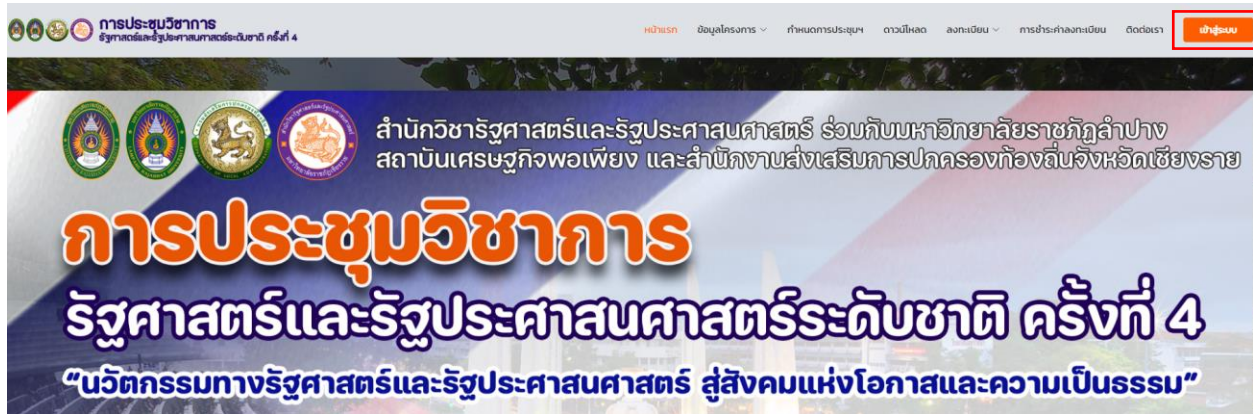 การประชุมวิชาการ
รัฐศาสตร์และรัฐประศาสนศาสตร์ระดับชาติ ครั้งที่ 4
หน้าแรก ข้อมูลโครงการ กำหนดการประชุมฯ ดาวน์โหลด ลงทะเบียน การชำระค่าลงทะเบียน ติดต่อเรา เข้าสู่ระบบ
สำนักวิชารัฐศาสตร์และรัฐประศาสนศาสตร์ ร่วมกับมหาวิทยาลัยราชภัฏลำปาง
สถาบันเศรษฐกิจพอเพียง และสำนักงานส่งเสริมการปกครองท้องถิ่นจังหวัดเชียงราย
การประชุมวิชาการ
รัฐศาสตร์และรัฐประศาสนศาสตร์ระดับชาติ ครั้งที่ 4
“นวัตกรรมทางรัฐศาสตร์และรัฐประศาสนศาสตร์ สู่สังคมแห่งโอกาสและความเป็นธรรม”